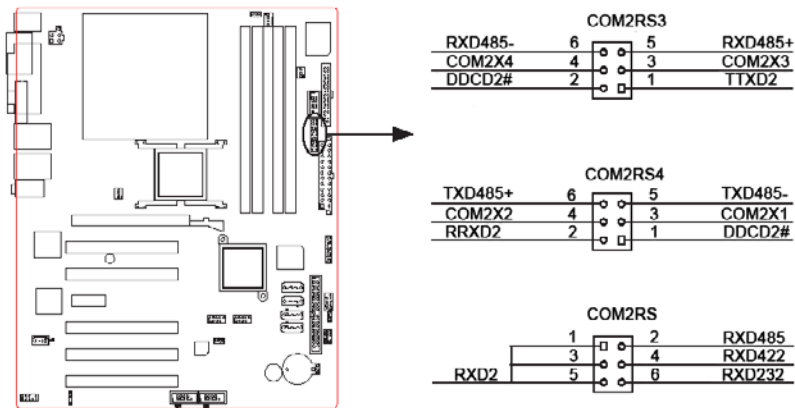 COM2RS3
RXD485- 6 5 RXD485+
COM2X4 4 3 COM2X3
DDCD2# 2 1 TTXD2
COM2RS4
TXD485+ 6 5 TXD485-
COM2X2 4 3 COM2X1
RRXD2 2 1 DDCD2#
COM2RS
1 2 RXD485
3 4 RXD422
RXD2 5 6 RXD232